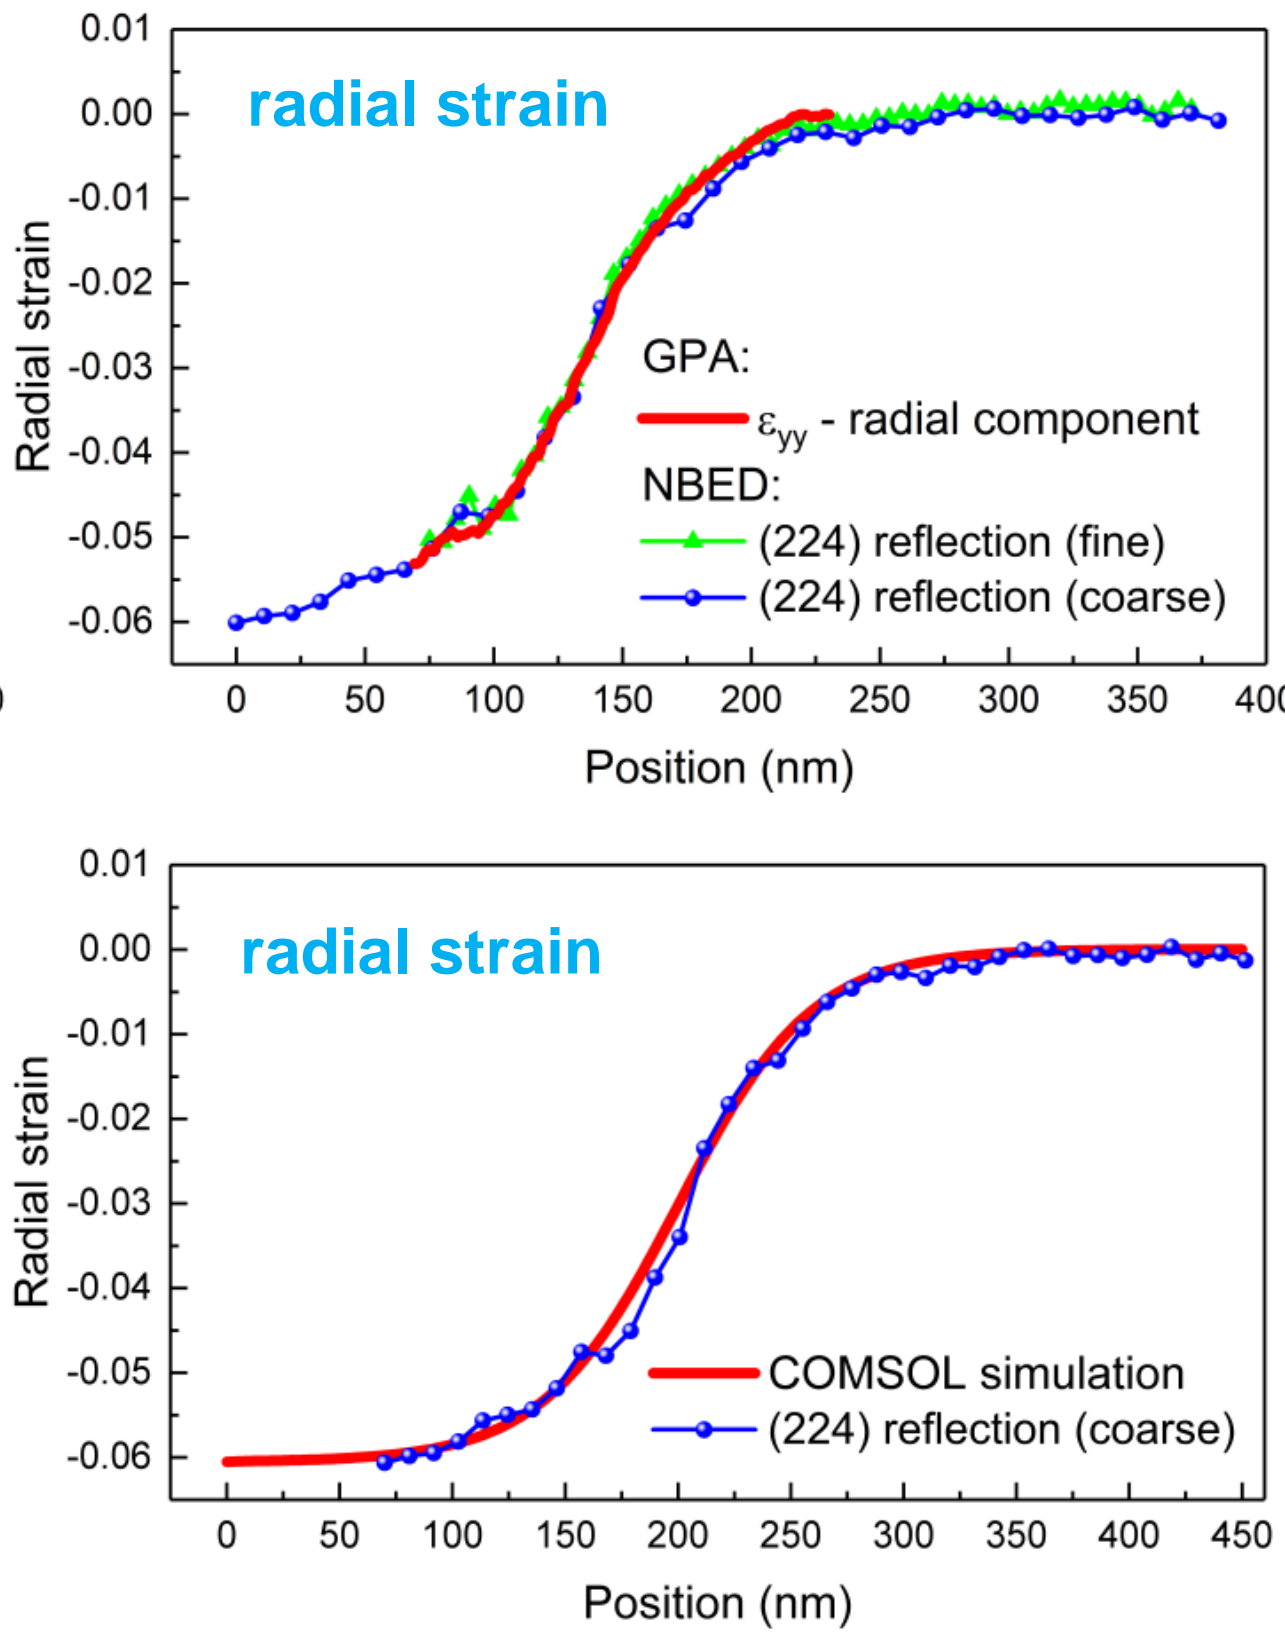 0.01
radial strain
0.00
-0.01
-0.02
-0.03
-0.04
-0.05
-0.06
Radial strain
GPA:
εyy - radial component
NBED:
(224) reflection (fine)
(224) reflection (coarse)
0 50 100 150 200 250 300 350 400
Position (nm)
0.01
radial strain
0.00
-0.01
-0.02
-0.03
-0.04
-0.05
-0.06
Radial strain
COMSOL simulation
(224) reflection (coarse)
0 50 100 150 200 250 300 350 400 450
Position (nm)